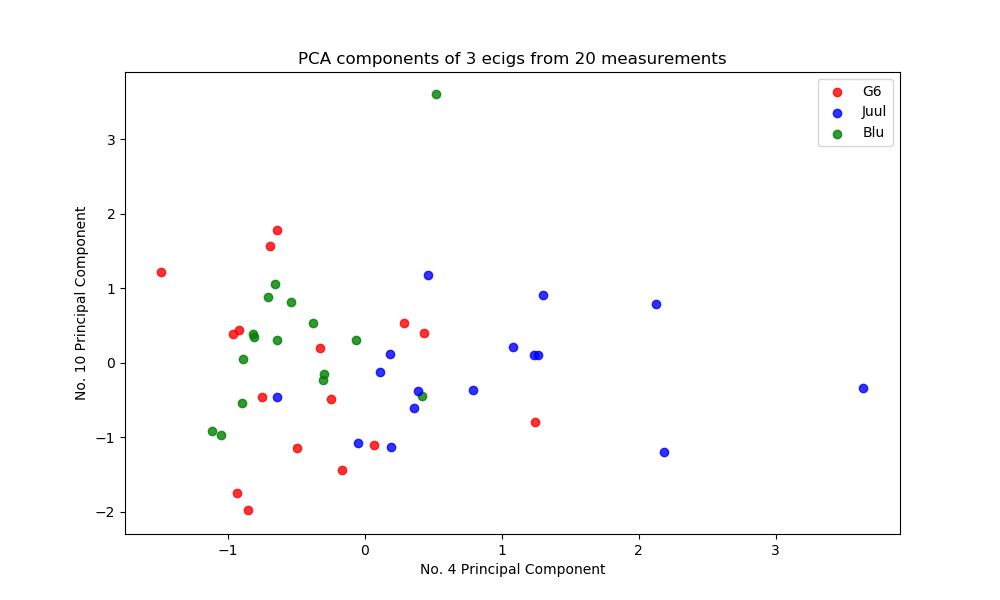 PCA components of 3 ecigs from 20 measurements
G6
Juul
Blu
No. 10 Principal Component
3
2
1
0
−1
−2
−1
0
1
2
3
No. 4 Principal Component